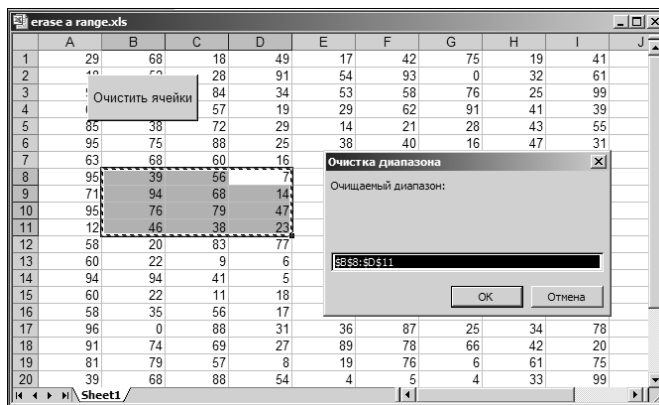 erase a range.xls
A B C D E F G H I J
1 29 68 18 49 17 42 75 19 41
2 28 91 54 93 0 32 61
3 84 34 53 58 76 25 99
4 57 19 29 62 91 41 39
Очистить ячейки
5 85 38 72 29 14 21 28 43 55
6 95 75 88 25 38 40 16 47 31
7 63 68 60 16
8 95 39 56 7
9 71 94 68 14
10 95 76 79 47
11 12 46 38 23
12 58 20 83 77
13 60 22 9 6
14 94 94 41 5
15 60 22 11 18
16 58 35 56 17
Очистка диапазона
Очищаемый диапазон:
$B$8:$D$11
OK Отмена
17 96 0 88 31 36 87 25 34 78
18 91 74 69 27 89 78 66 42 20
19 81 79 57 8 19 76 6 61 75
20 39 68 88 54 4 5 4 33 99
Sheet1